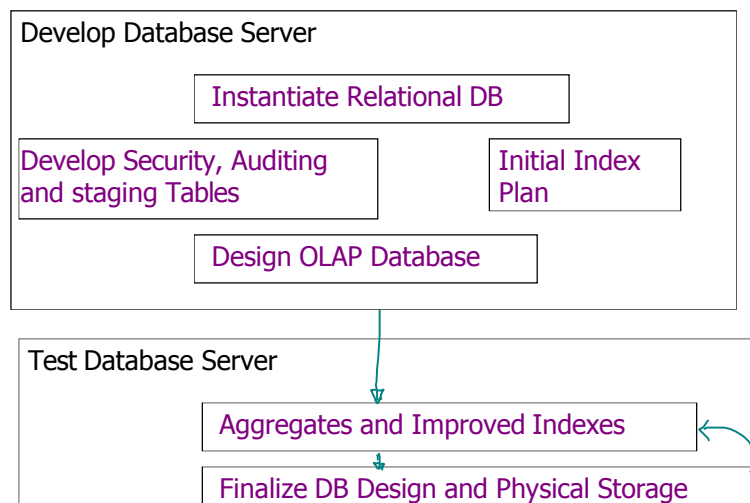 Develop Database Server
Instantiate Relational DB
Develop Security, Auditing
and staging Tables
Initial Index
Plan
Design OLAP Database
Test Database Server
Aggregates and Improved Indexes
Finalize DB Design and Physical Storage